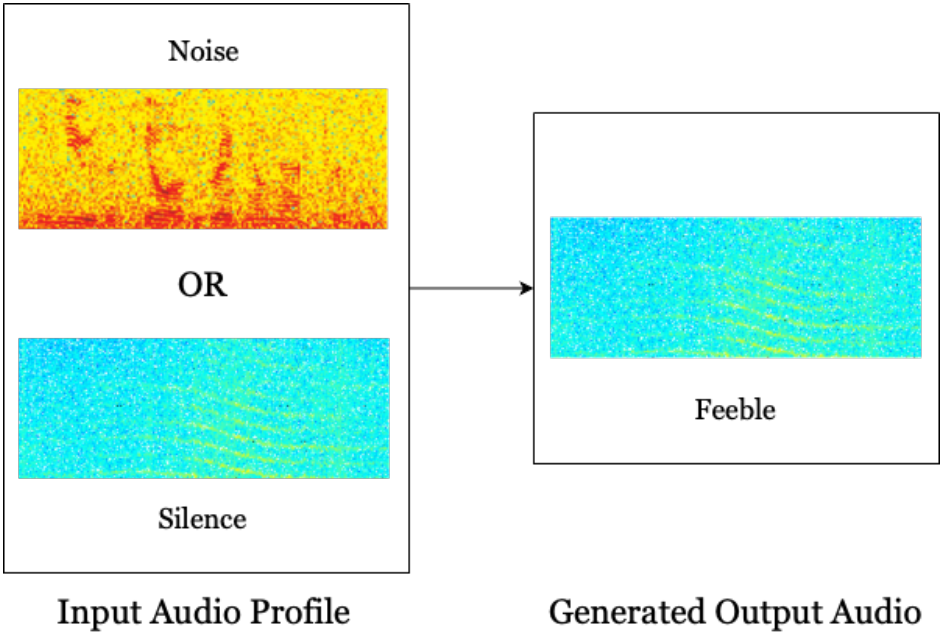 Noise
OR
Silence
Input Audio Profile
Feeble
Generated Output Audio